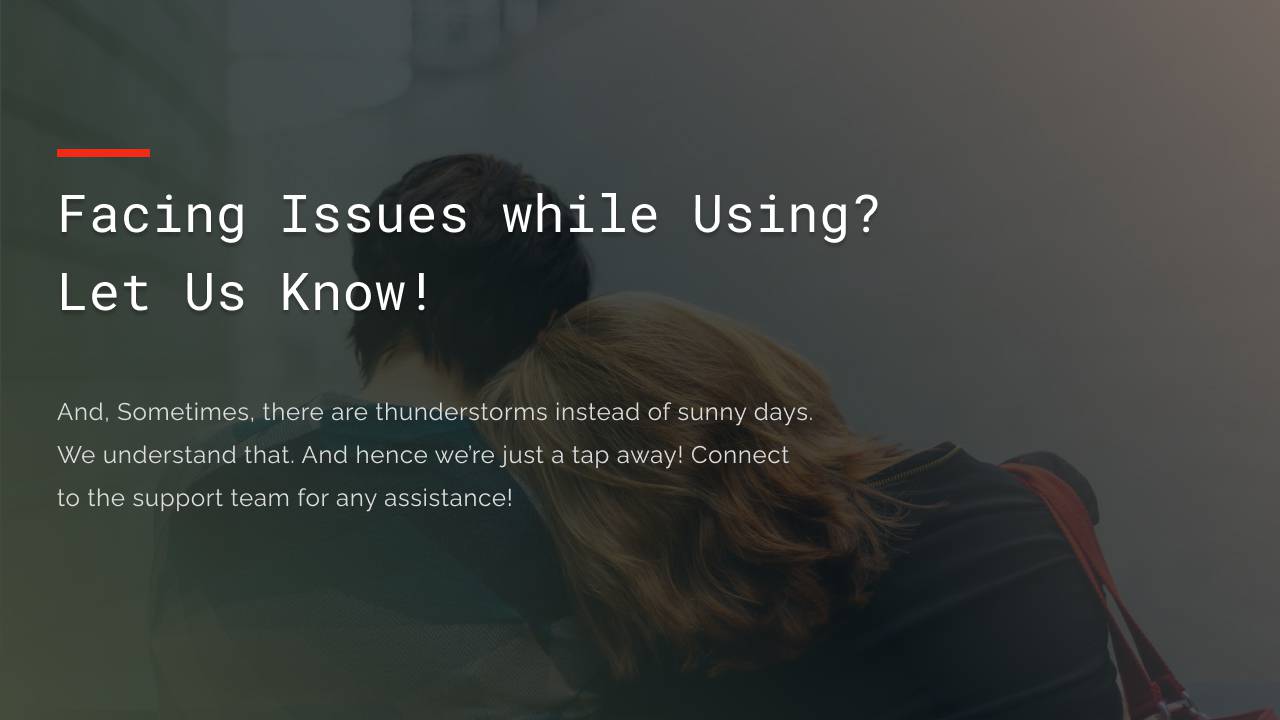 Facing Issues while Using?
Let Us Know!
And, Sometimes, there are thunderstorms instead of sunny days.
We understand that. And hence we’re just a tap away! Connect
to the support team for any assistance!